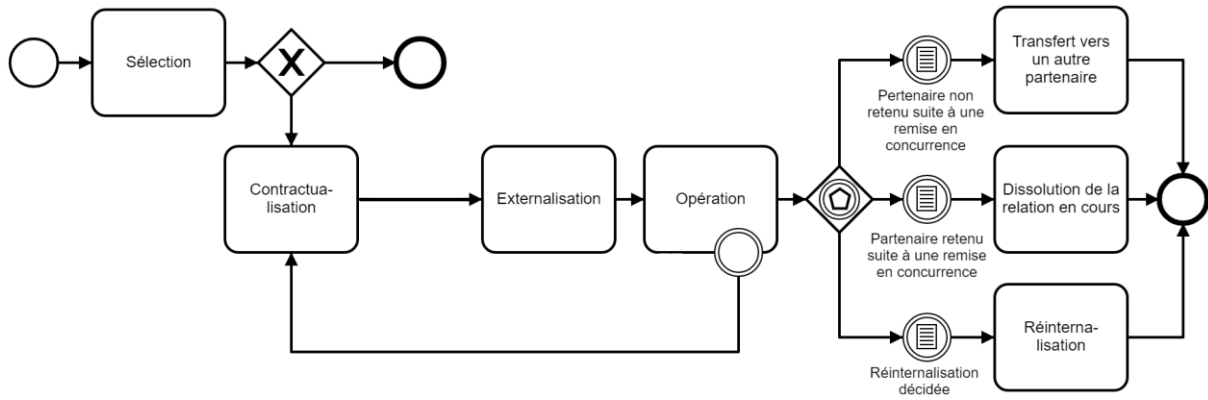 Sélection
Transfert vers
un autre
partenaire
Pertenaire non
retenu suite à une
remise en
concurrence
Contractua-
lisation
Externalisation
Opération
Dissolution de la
relation en cours
Partenaire retenu
suite à une remise
en concurrence
Réinterna-
lisation
Réinternalisation
décidée